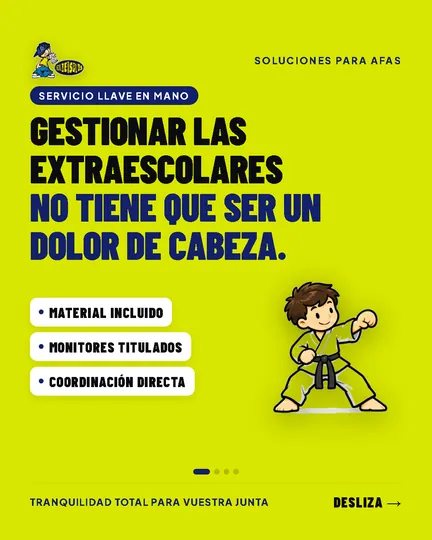 SOLUCIONES PARA AFAS
SERVICIO LLAVE EN MANO
GESTIONAR LAS
EXTRAESCOLARES
NO TIENE QUE SER UN
DOLOR DE CABEZA.
• MATERIAL INCLUIDO
• MONITORES TITULADOS
• COORDINACIÓN DIRECTA
TRANQUILIDAD TOTAL PARA VUESTRA JUNTA
DESLIZA →